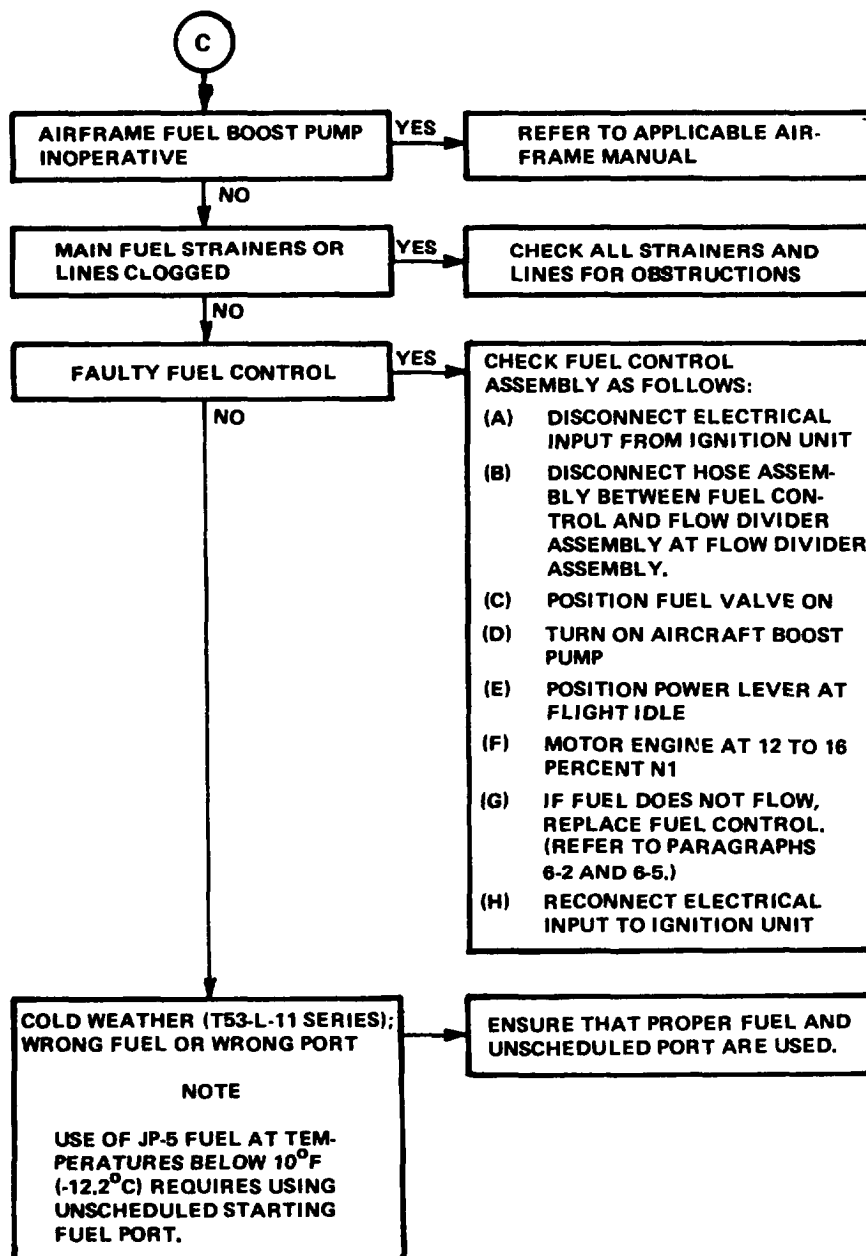 C
AIRFRAME FUEL BOOST PUMP
INOPERATIVE
YES
REFER TO APPLICABLE AIR-
FRAME MANUAL
NO
MAIN FUEL STRAINERS OR
LINES CLOGGED
YES
CHECK ALL STRAINERS AND
LINES FOR OBSTRUCTIONS
NO
FAULTY FUEL CONTROL
YES
CHECK FUEL CONTROL
ASSEMBLY AS FOLLOWS:
(A) DISCONNECT ELECTRICAL
INPUT FROM IGNITION UNIT
(B) DISCONNECT HOSE ASSEM-
BLY BETWEEN FUEL CON-
TROL AND FLOW DIVIDER
ASSEMBLY AT FLOW DIVIDER
ASSEMBLY.
(C) POSITION FUEL VALVE ON
(D) TURN ON AIRCRAFT BOOST
PUMP
(E) POSITION POWER LEVER AT
FLIGHT IDLE
(F) MOTOR ENGINE AT 12 TO 16
PERCENT N1
(G) IF FUEL DOES NOT FLOW,
REPLACE FUEL CONTROL.
(REFER TO PARAGRAPHS
6-2 AND 6-5.)
(H) RECONNECT ELECTRICAL
INPUT TO IGNITION UNIT
NO
COLD WEATHER (T53-L-11 SERIES);
WRONG FUEL OR WRONG PORT
NOTE
USE OF JP-5 FUEL AT TEM-
PERATURES BELOW 10°F
(-12.2°C) REQUIRES USING
UNSCHEDULED STARTING
FUEL PORT.
ENSURE THAT PROPER FUEL AND
UNSCHEDULED PORT ARE USED.